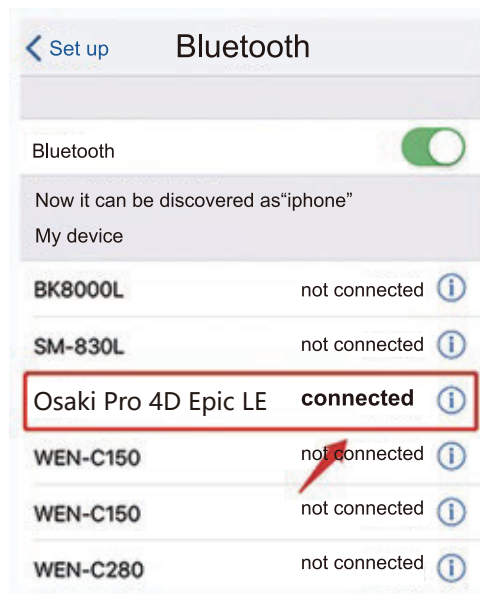 Set up Bluetooth
Bluetooth
Now it can be discovered as“iphone”
My device
BK8000L not connected
SM-830L not connected
Osaki Pro 4D Epic LE connected
WEN-C150 not connected
WEN-C150 not connected
WEN-C280 not connected